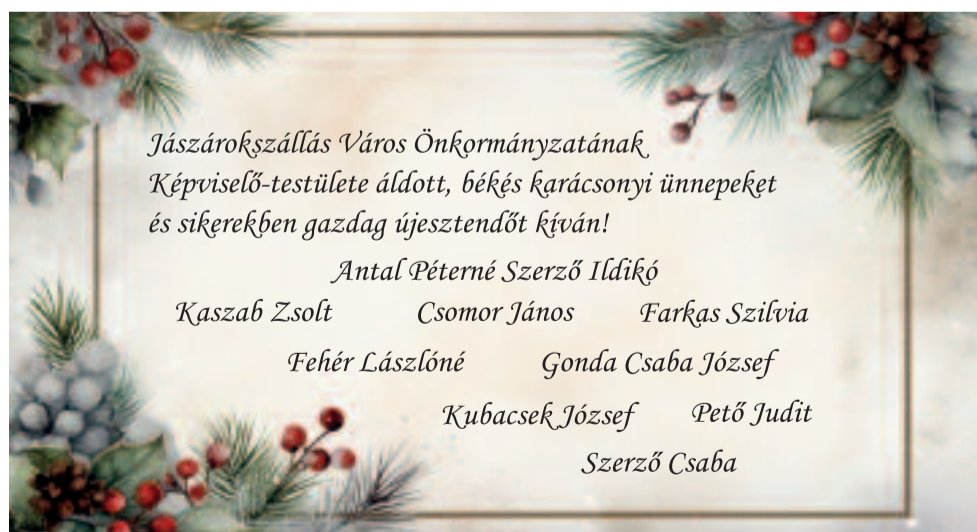 Jászárokszállás Város Önkormányzatának
Képviselő-testülete áldott, békés karácsonyi ünnepeket
és sikerekben gazdag újesztendőt kíván!
Antal Péterné Szerző Ildikó
Kaszab Zsolt Csomor János Farkas Szilvia
Fehér Lászlóné Gonda Csaba József
Kubacsek József Pető Judit
Szerző Csaba